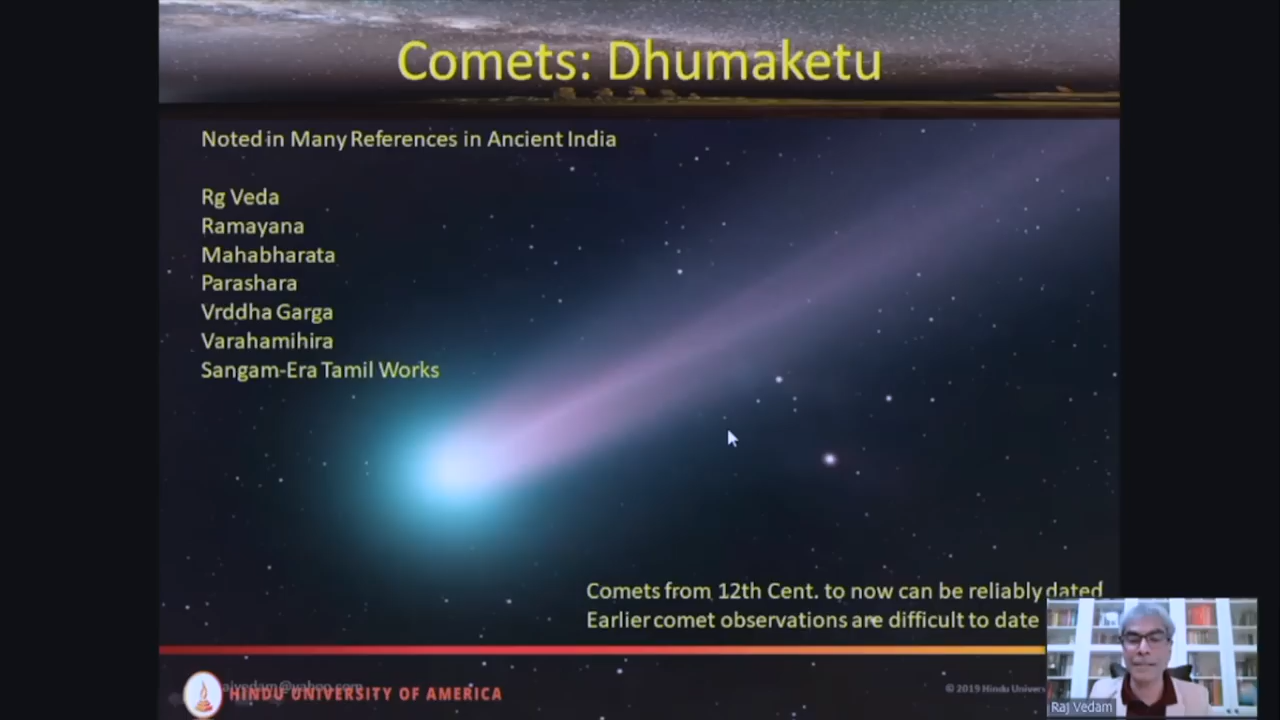 Comets: Dhumaketu
Noted in Many References in Ancient India
Rg Veda
Ramayana
Mahabharata
Parashara
Vrddha Garga
Varahamihira
Sangam-Era Tamil Works
Comets from 12th Cent. to now can be reliably dated
Earlier comet observations are difficult to date
HINDU UNIVERSITY OF AMERICA
© 2019 Hindu
Raj Vedam